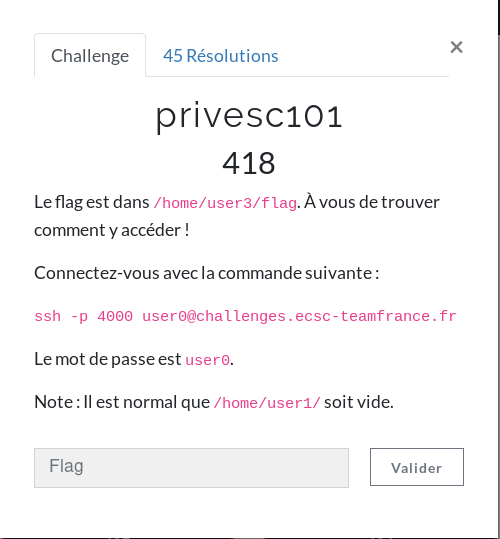 Challenge
45 Résolutions
×
privesc101
418
Le flag est dans /home/user3/flag. À vous de trouver
comment y accéder !
Connectez-vous avec la commande suivante :
ssh -p 4000 user0@challenges.ecsc-teamfrance.fr
Le mot de passe est user0.
Note : Il est normal que /home/user1/ soit vide.
Flag
Valider